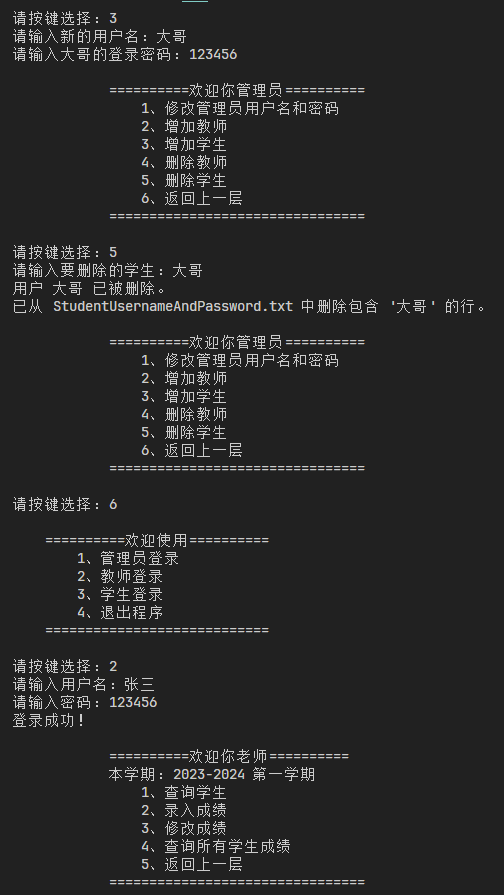 请按键选择：3
请输入新的用户名：大哥
请输入大哥的登录密码：123456
==========欢迎你管理员==========
1、修改管理员用户名和密码
2、增加教师
3、增加学生
4、删除教师
5、删除学生
6、返回上一层
================================
请按键选择：5
请输入要删除的学生：大哥
用户 大哥 已被删除。
已从 StudentUsernameAndPassword.txt 中删除包含 '大哥' 的行。
==========欢迎你管理员==========
1、修改管理员用户名和密码
2、增加教师
3、增加学生
4、删除教师
5、删除学生
6、返回上一层
================================
请按键选择：6
==========欢迎使用==========
1、管理员登录
2、教师登录
3、学生登录
4、退出程序
============================
请按键选择：2
请输入用户名：张三
请输入密码：123456
登录成功！
==========欢迎你老师==========
本学期：2023-2024 第一学期
1、查询学生
2、录入成绩
3、修改成绩
4、查询所有学生成绩
5、返回上一层
================================